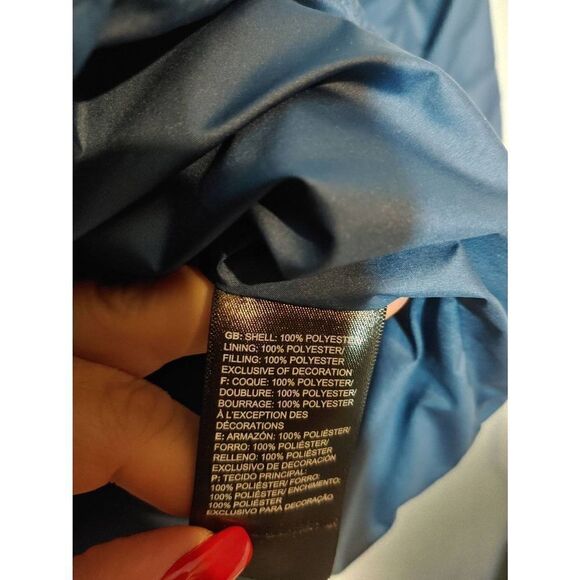 GB: SHELL: 100% POLYESTER/
LINING: 100% POLYESTER/
FILLING: 100% POLYESTER/
EXCLUSIVE OF DECORATION
F: COQUE: 100% POLYESTER/
DOUBLURE: 100% POLYESTER/
BOURRAGE: 100% POLYESTER
À L'EXCEPTION DES
DÉCORATIONS
E: ARMAZÓN: 100% POLIÉSTER/
FORRO: 100% POLIÉSTER/
RELLENO: 100% POLIÉSTER
EXCLUSIVO DE DECORACIÓN
P: TECIDO PRINCIPAL:
100% POLIÉSTER/ FORRO:
100% POLIÉSTER/ ENCHIMENTO:
100% POLIÉSTER
EXCLUSIVO PARA DECORAÇÃO